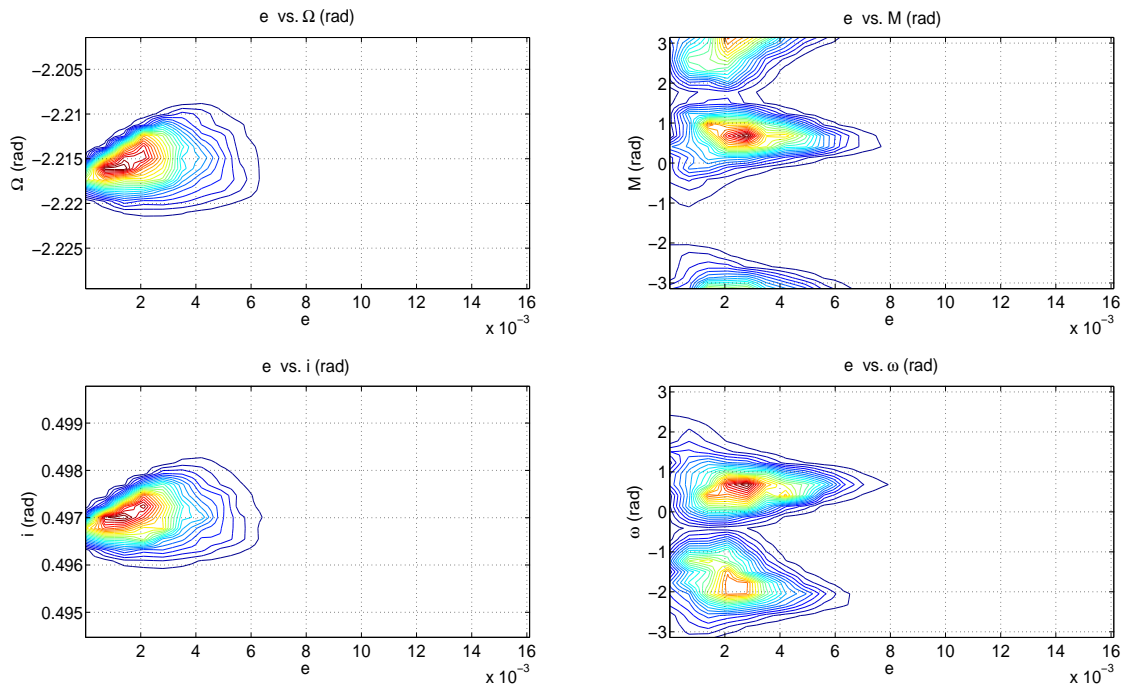 e vs. Ω (rad)
Ω (rad)
−2.205
−2.21
−2.215
−2.22
−2.225
2 4 6 8 10 12 14 16
x 10⁻³
e
e vs. M (rad)
M (rad)
3
2
1
0
−1
−2
−3
2 4 6 8 10 12 14 16
x 10⁻³
e
e vs. i (rad)
i (rad)
0.499
0.498
0.497
0.496
0.495
2 4 6 8 10 12 14 16
x 10⁻³
e
e vs. ω (rad)
ω (rad)
3
2
1
0
−1
−2
−3
2 4 6 8 10 12 14 16
x 10⁻³
e